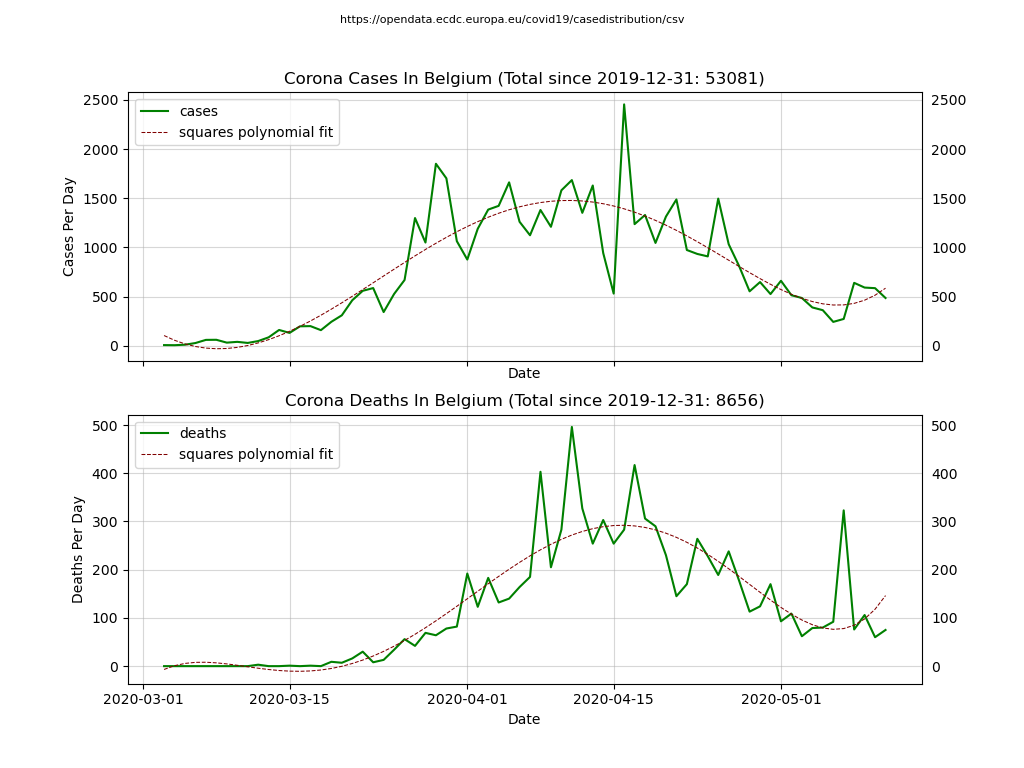 https://opendata.ecdc.europa.eu/covid19/casedistribution/csv
Corona Cases In Belgium (Total since 2019-12-31: 53081)
cases
squares polynomial fit
Cases Per Day
2500 2500
2000 2000
1500 1500
1000 1000
500 500
0 0
Date
Corona Deaths In Belgium (Total since 2019-12-31: 8656)
deaths
squares polynomial fit
Deaths Per Day
500 500
400 400
300 300
200 200
100 100
0 0
2020-03-01 2020-03-15 2020-04-01 2020-04-15 2020-05-01
Date